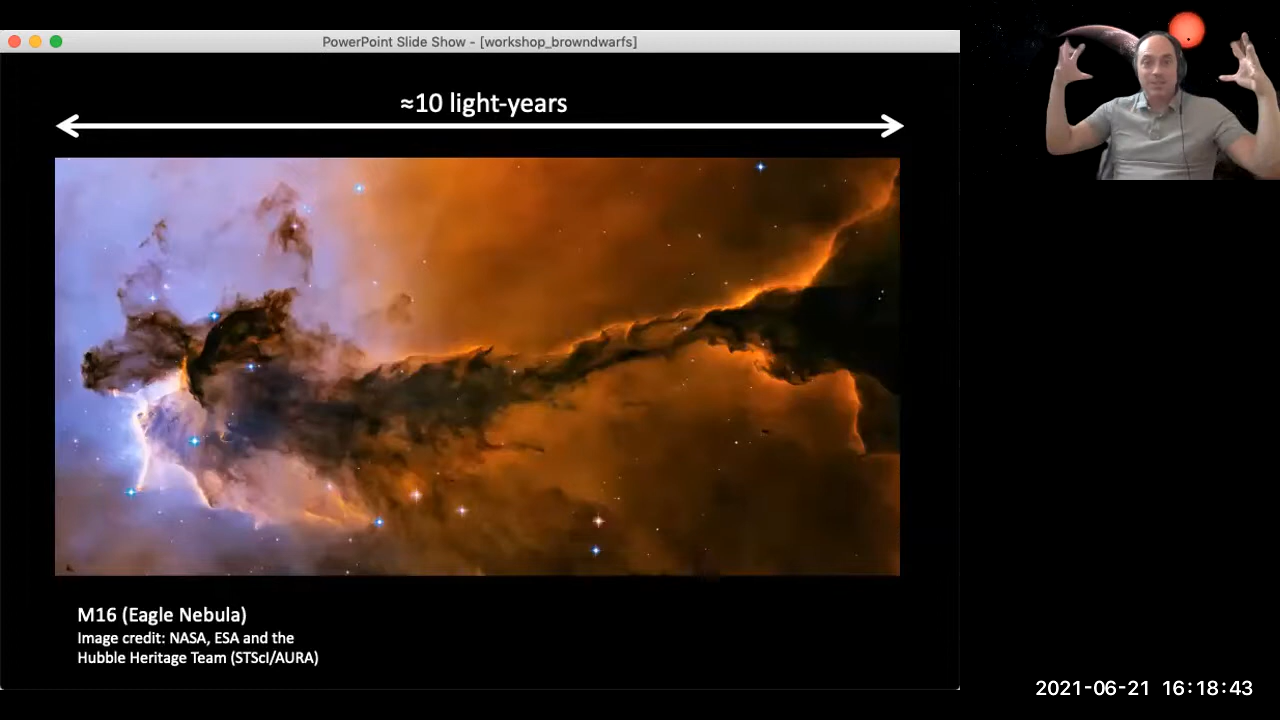 PowerPoint Slide Show - [workshop_browndwarfs]
≈10 light-years
M16 (Eagle Nebula)
Image credit: NASA, ESA and the
Hubble Heritage Team (STScI/AURA)
2021-06-21 16:18:43